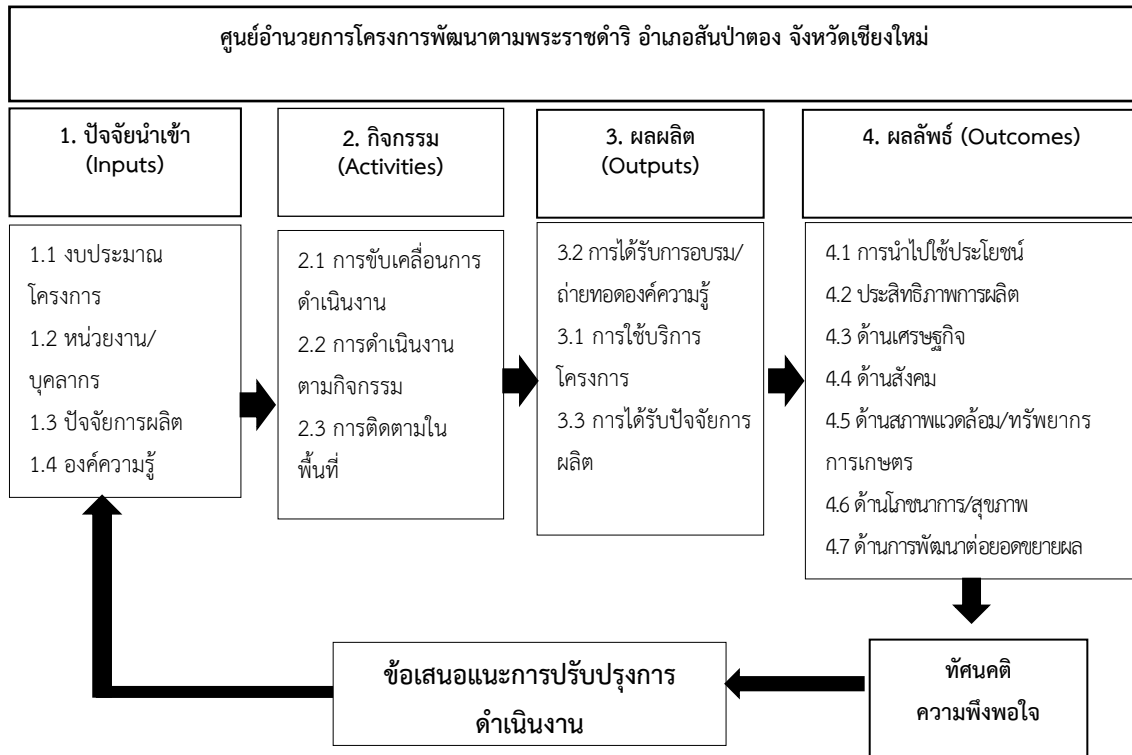 ศูนย์อำนวยการโครงการพัฒนาตามพระราชดำริ อำเภอสันป่าตอง จังหวัดเชียงใหม่
1. ปัจจัยนำเข้า
(Inputs)
1.1 งบประมาณ
โครงการ
1.2 หน่วยงาน/
บุคลากร
1.3 ปัจจัยการผลิต
1.4 องค์ความรู้
2. กิจกรรม
(Activities)
2.1 การขับเคลื่อนการ
ดำเนินงาน
2.2 การดำเนินงาน
ตามกิจกรรม
2.3 การติดตามใน
พื้นที่
3. ผลผลิต
(Outputs)
3.2 การได้รับการอบรม/
ถ่ายทอดองค์ความรู้
3.1 การใช้บริการ
โครงการ
3.3 การได้รับปัจจัยการ
ผลิต
4. ผลลัพธ์ (Outcomes)
4.1 การนำไปใช้ประโยชน์
4.2 ประสิทธิภาพการผลิต
4.3 ด้านเศรษฐกิจ
4.4 ด้านสังคม
4.5 ด้านสภาพแวดล้อม/ทรัพยากร
การเกษตร
4.6 ด้านโภชนาการ/สุขภาพ
4.7 ด้านการพัฒนาต่อยอดขยายผล
ทัศนคติ
ความพึงพอใจ
ข้อเสนอแนะการปรับปรุงการ
ดำเนินงาน